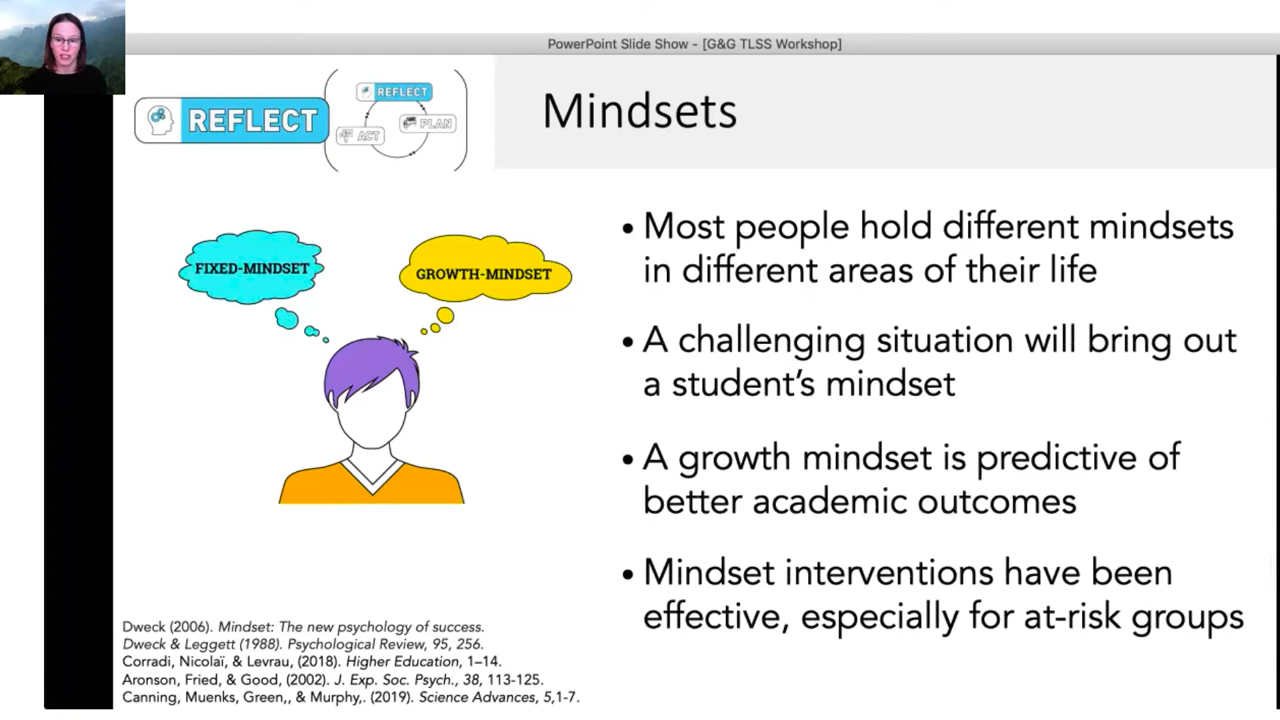 PowerPoint Slide Show - [G&G TLSS Workshop]
REFLECT
REFLECT
PLAN
ACT
Mindsets
FIXED-MINDSET
GROWTH-MINDSET
• Most people hold different mindsets
in different areas of their life
• A challenging situation will bring out
a student's mindset
• A growth mindset is predictive of
better academic outcomes
• Mindset interventions have been
effective, especially for at-risk groups
Dweck (2006). Mindset: The new psychology of success.
Dweck & Leggett (1988). Psychological Review, 95, 256.
Corradi, Nicolaï, & Levrau, (2018). Higher Education, 1–14.
Aronson, Fried, & Good, (2002). J. Exp. Soc. Psych., 38, 113-125.
Canning, Muenks, Green,, & Murphy,. (2019). Science Advances, 5,1-7.